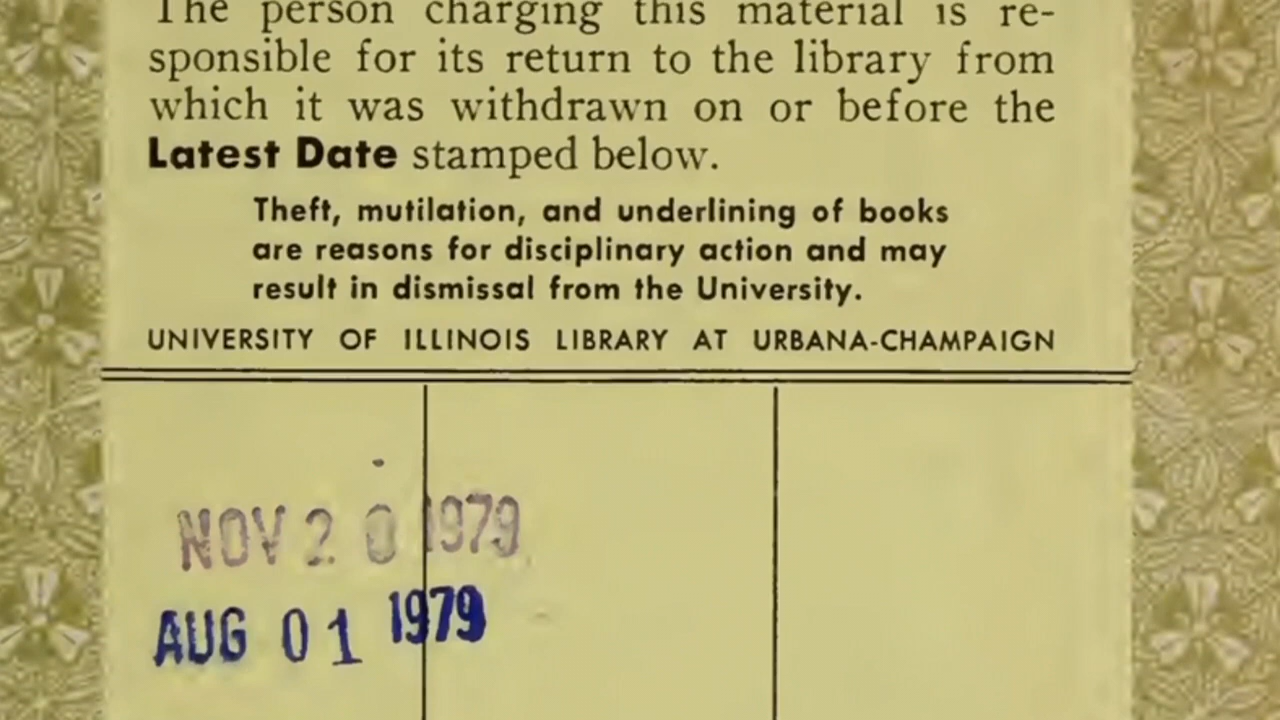 The person charging this material is re-
sponsible for its return to the library from
which it was withdrawn on or before the
Latest Date stamped below.
Theft, mutilation, and underlining of books
are reasons for disciplinary action and may
result in dismissal from the University.
UNIVERSITY OF ILLINOIS LIBRARY AT URBANA-CHAMPAIGN
NOV 20 1979
AUG 01 1979